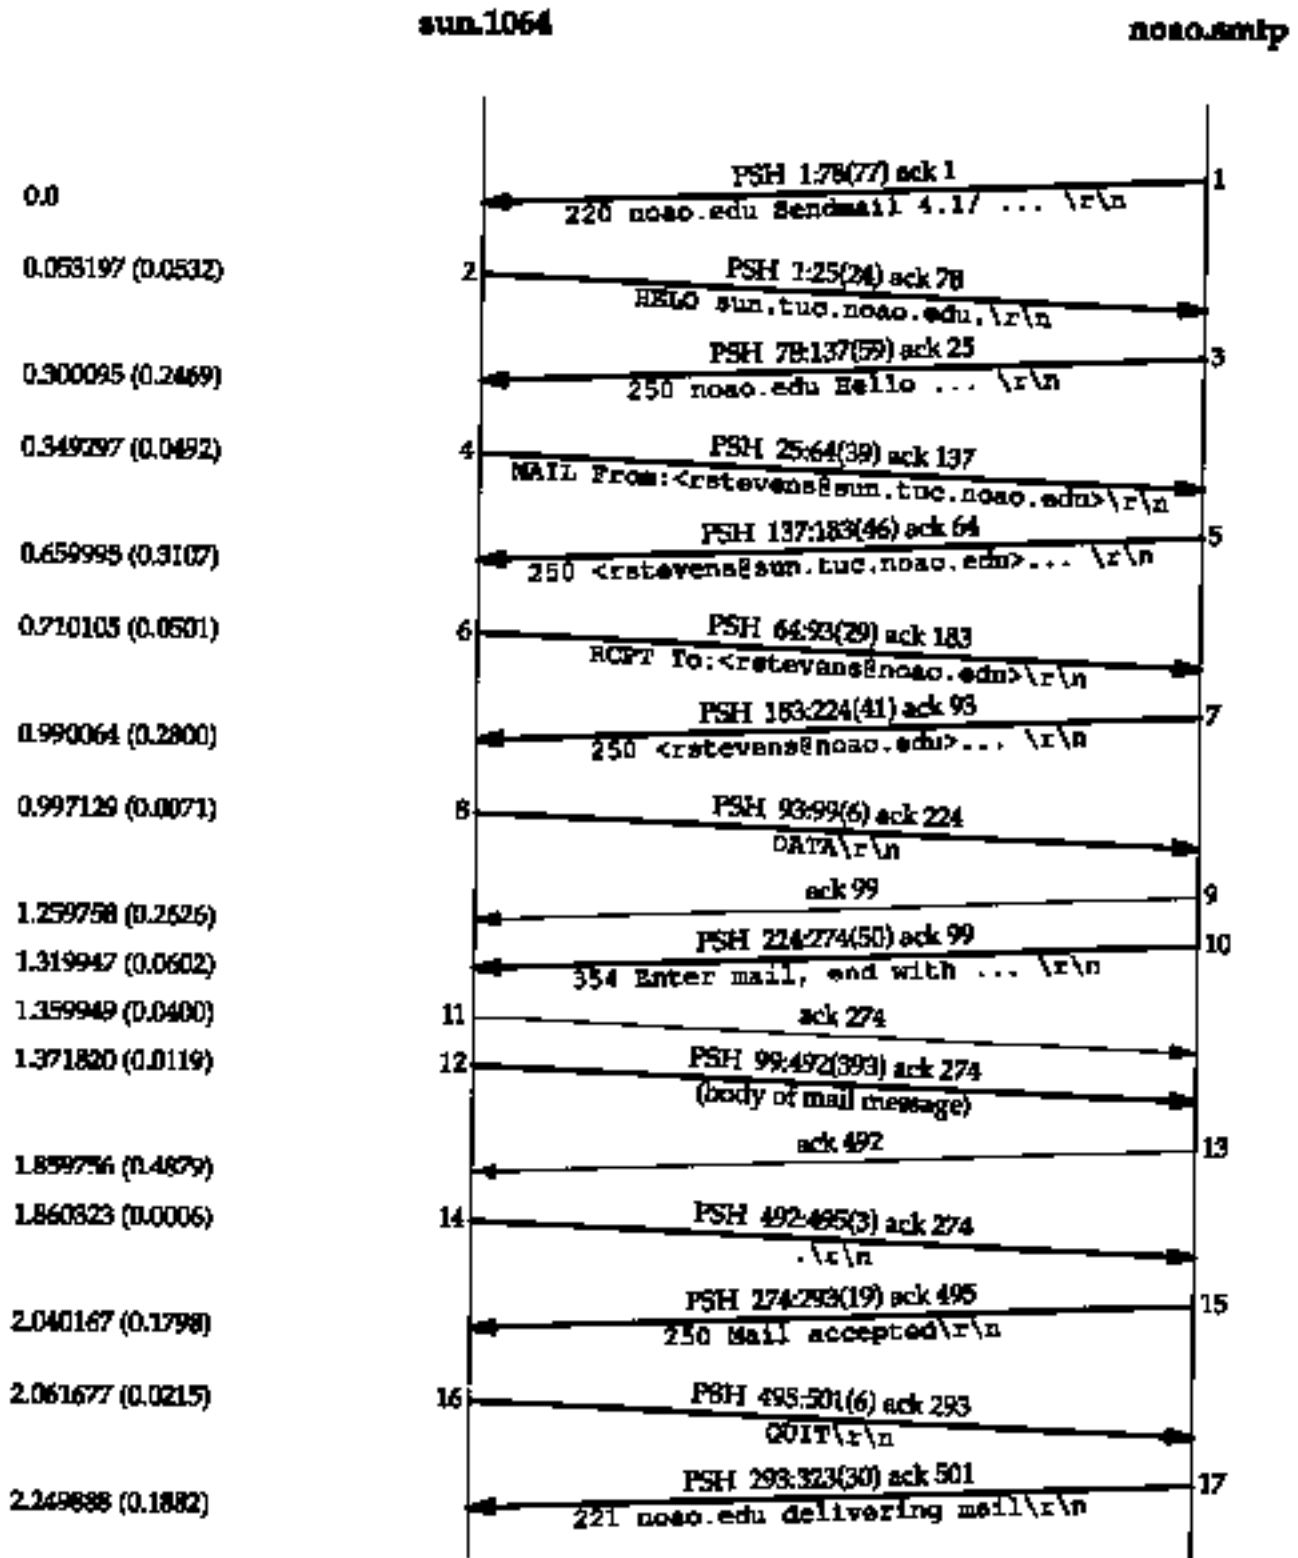 sun.1064 noao.smtp
PSH 1:78(77) ack 1 1
0.0
220 noao.edu Sendmail 4.1/ ... \r\n
0.053197 (0.0532) 2 PSH 1:25(24) ack 78
HELO sun.tuc.noao.edu.\r\n
PSH 78:137(59) ack 25 3
0.300095 (0.2469)
250 noao.edu Hello ... \r\n
0.349297 (0.0492) 4 PSH 25:64(39) ack 137
MAIL From:<rstevens@sun.tuc.noao.edu>\r\n
PSH 137:183(46) ack 64 5
0.659995 (0.3107)
250 <rstevens@sun.tuc.noao.edu>... \r\n
0.710105 (0.0501) 6 PSH 64:93(29) ack 183
RCPT To:<rstevens@noao.edu>\r\n
PSH 183:224(41) ack 93 7
0.990064 (0.2800)
250 <rstevens@noao.edu>... \r\n
0.997129 (0.0071) 8 PSH 93:99(6) ack 224
DATA\r\n
ack 99 9
1.259758 (0.2626)
PSH 224:274(50) ack 99 10
1.319947 (0.0602)
354 Enter mail, end with ... \r\n
1.359949 (0.0400) 11 ack 274
1.371820 (0.0119) 12 PSH 99:492(393) ack 274
(body of mail message)
ack 492 13
1.859756 (0.4879)
1.860323 (0.0006) 14 PSH 492:495(3) ack 274
.\r\n
PSH 274:293(19) ack 495 15
2.040167 (0.1798)
250 Mail accepted\r\n
2.061677 (0.0215) 16 PSH 495:501(6) ack 293
QUIT\r\n
PSH 293:323(30) ack 501 17
2.249888 (0.1882)
221 noao.edu delivering mail\r\n